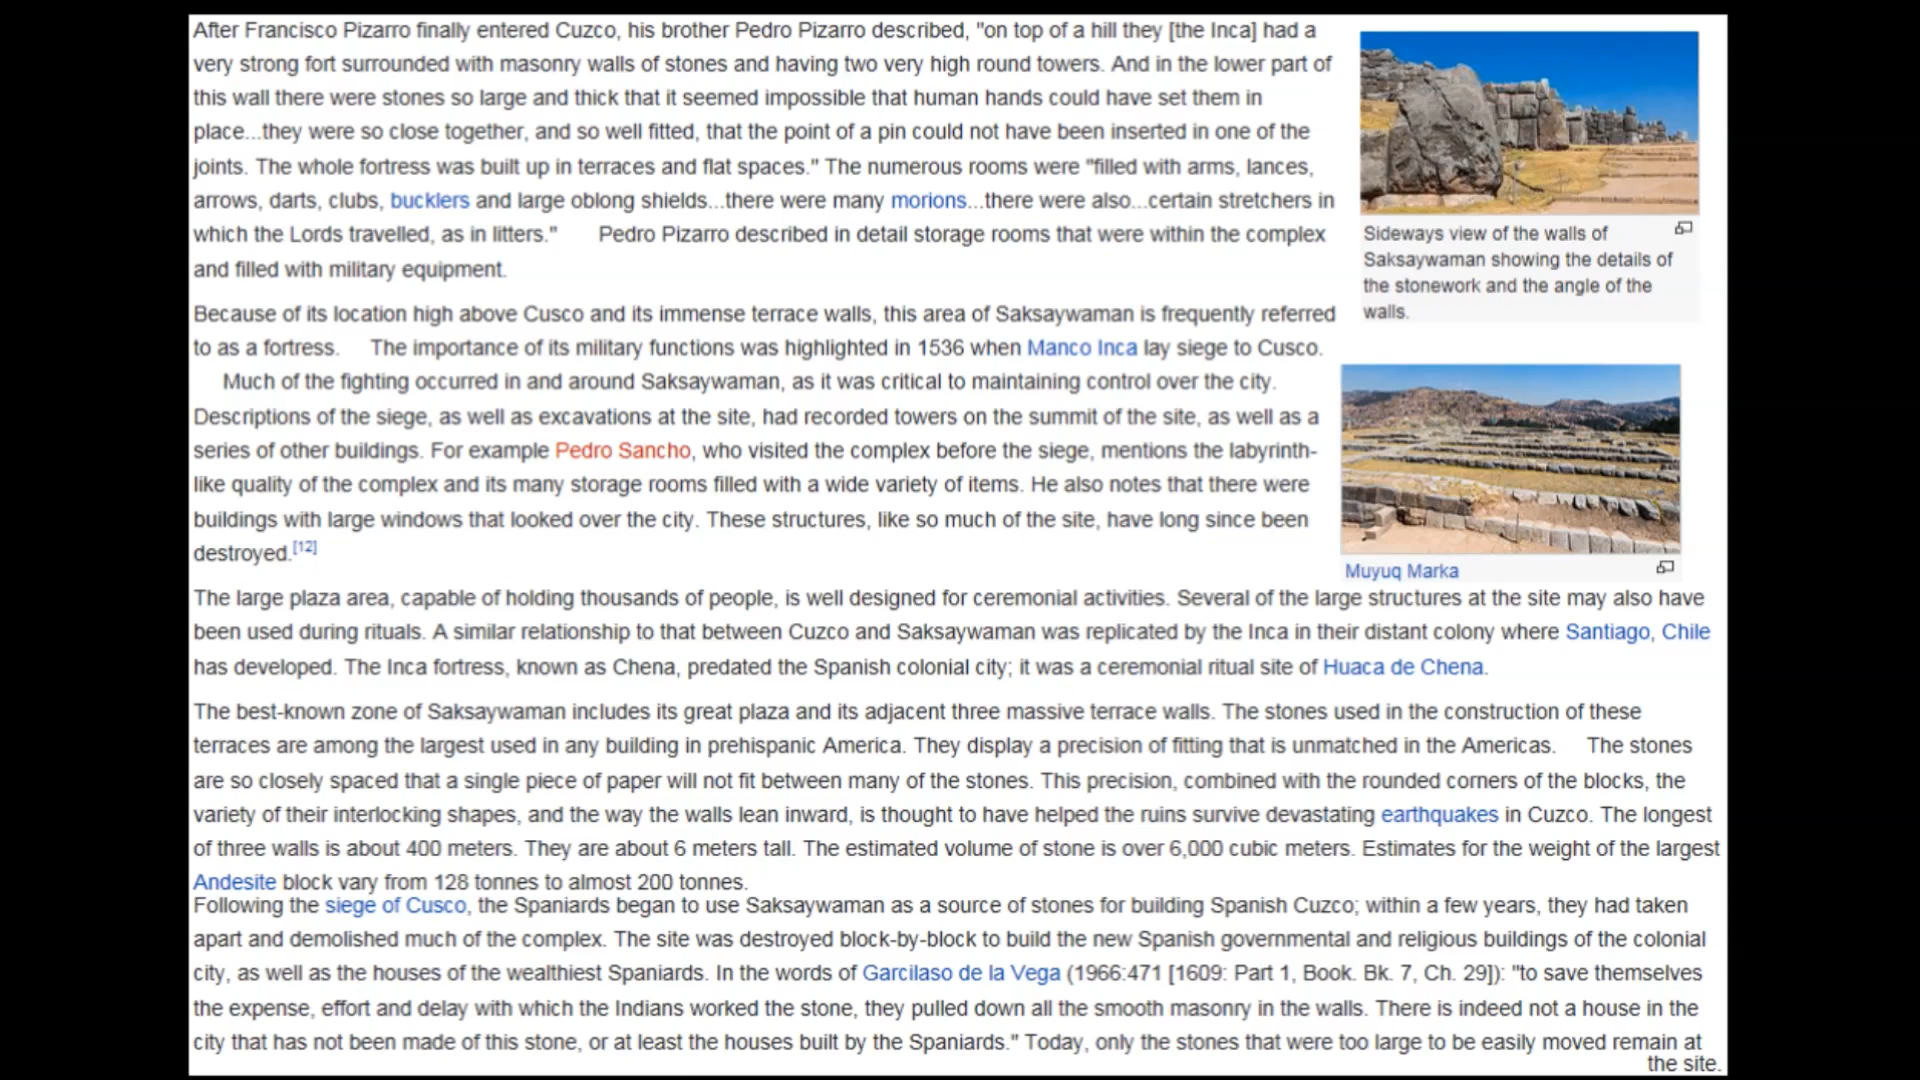 After Francisco Pizarro finally entered Cuzco, his brother Pedro Pizarro described, "on top of a hill they [the Inca] had a
very strong fort surrounded with masonry walls of stones and having two very high round towers. And in the lower part of
this wall there were stones so large and thick that it seemed impossible that human hands could have set them in
place...they were so close together, and so well fitted, that the point of a pin could not have been inserted in one of the
joints. The whole fortress was built up in terraces and flat spaces." The numerous rooms were "filled with arms, lances,
arrows, darts, clubs, bucklers and large oblong shields...there were many morions...there were also...certain stretchers in
which the Lords travelled, as in litters." Pedro Pizarro described in detail storage rooms that were within the complex
and filled with military equipment.
Sideways view of the walls of
Saksaywaman showing the details of
the stonework and the angle of the
walls.
Because of its location high above Cusco and its immense terrace walls, this area of Saksaywaman is frequently referred
to as a fortress. The importance of its military functions was highlighted in 1536 when Manco Inca lay siege to Cusco.
Much of the fighting occurred in and around Saksaywaman, as it was critical to maintaining control over the city.
Descriptions of the siege, as well as excavations at the site, had recorded towers on the summit of the site, as well as a
series of other buildings. For example Pedro Sancho, who visited the complex before the siege, mentions the labyrinth-
like quality of the complex and its many storage rooms filled with a wide variety of items. He also notes that there were
buildings with large windows that looked over the city. These structures, like so much of the site, have long since been
destroyed.[12]
Muyuq Marka
The large plaza area, capable of holding thousands of people, is well designed for ceremonial activities. Several of the large structures at the site may also have
been used during rituals. A similar relationship to that between Cuzco and Saksaywaman was replicated by the Inca in their distant colony where Santiago, Chile
has developed. The Inca fortress, known as Chena, predated the Spanish colonial city; it was a ceremonial ritual site of Huaca de Chena.
The best-known zone of Saksaywaman includes its great plaza and its adjacent three massive terrace walls. The stones used in the construction of these
terraces are among the largest used in any building in prehispanic America. They display a precision of fitting that is unmatched in the Americas. The stones
are so closely spaced that a single piece of paper will not fit between many of the stones. This precision, combined with the rounded corners of the blocks, the
variety of their interlocking shapes, and the way the walls lean inward, is thought to have helped the ruins survive devastating earthquakes in Cuzco. The longest
of three walls is about 400 meters. They are about 6 meters tall. The estimated volume of stone is over 6,000 cubic meters. Estimates for the weight of the largest
Andesite block vary from 128 tonnes to almost 200 tonnes.
Following the siege of Cusco, the Spaniards began to use Saksaywaman as a source of stones for building Spanish Cuzco; within a few years, they had taken
apart and demolished much of the complex. The site was destroyed block-by-block to build the new Spanish governmental and religious buildings of the colonial
city, as well as the houses of the wealthiest Spaniards. In the words of Garcilaso de la Vega (1966:471 [1609: Part 1, Book. Bk. 7, Ch. 29]): "to save themselves
the expense, effort and delay with which the Indians worked the stone, they pulled down all the smooth masonry in the walls. There is indeed not a house in the
city that has not been made of this stone, or at least the houses built by the Spaniards." Today, only the stones that were too large to be easily moved remain at
the site.